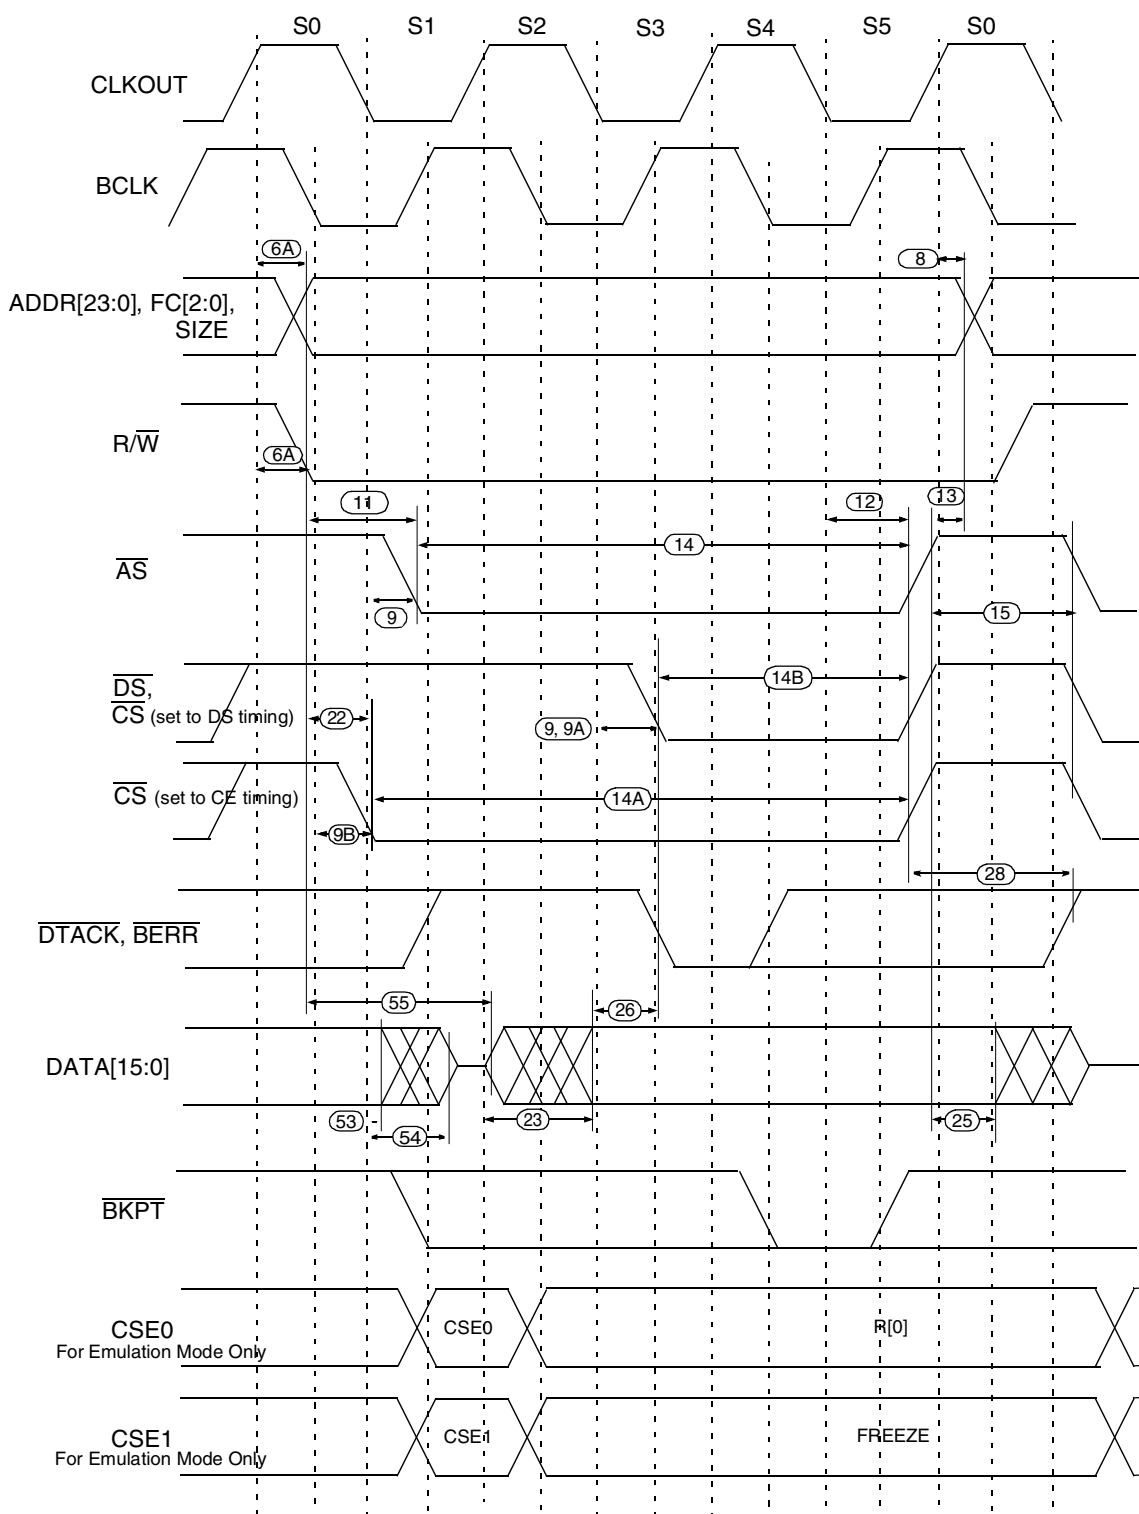 S0 S1 S2 S3 S4 S5 S0
CLKOUT
BCLK
6A
8
ADDR[23:0], FC[2:0],
SIZE
R/W
6A
11
12
13
AS
14
9
15
DS,
CS (set to DS timing)
22
9, 9A
14B
CS (set to CE timing)
14A
9B
28
DTACK, BERR
55
26
DATA[15:0]
53
54
23
25
BKPT
CSE0
For Emulation Mode Only
CSE0
R[0]
CSE1
For Emulation Mode Only
CSE1
FREEZE